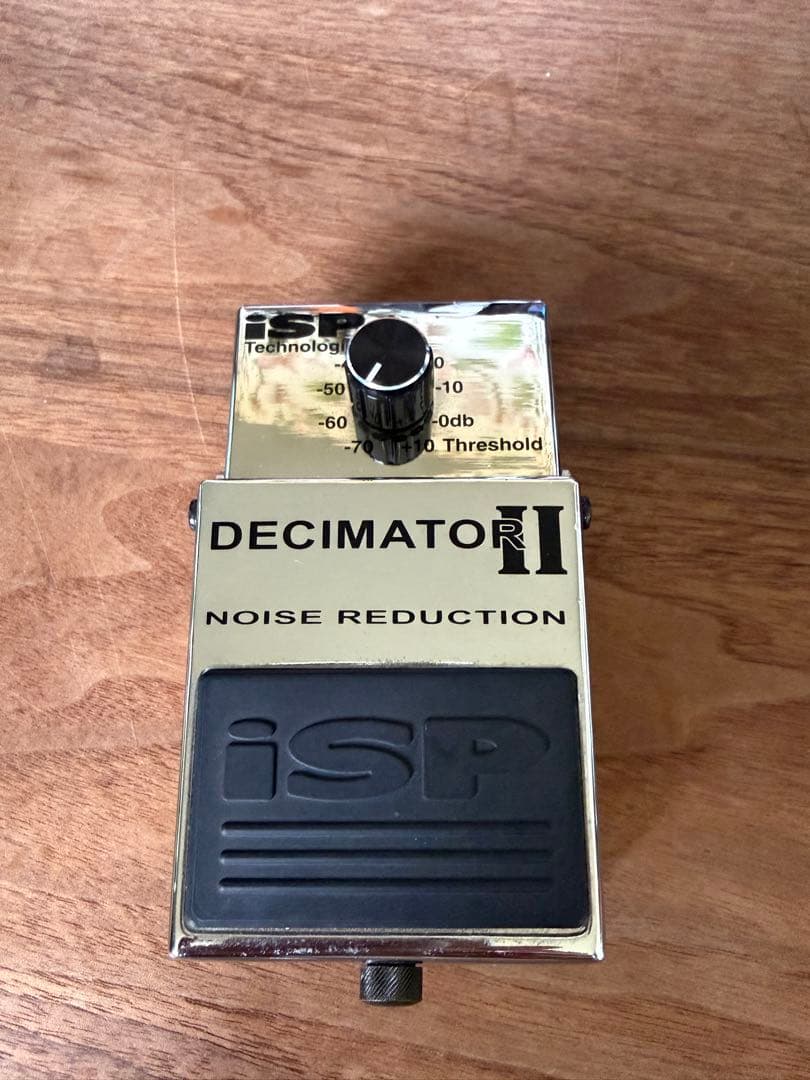 iSP
Technologi
-50 -10
-60 -0db
-70 +10 Threshold
DECIMATOR II
NOISE REDUCTION
iSP